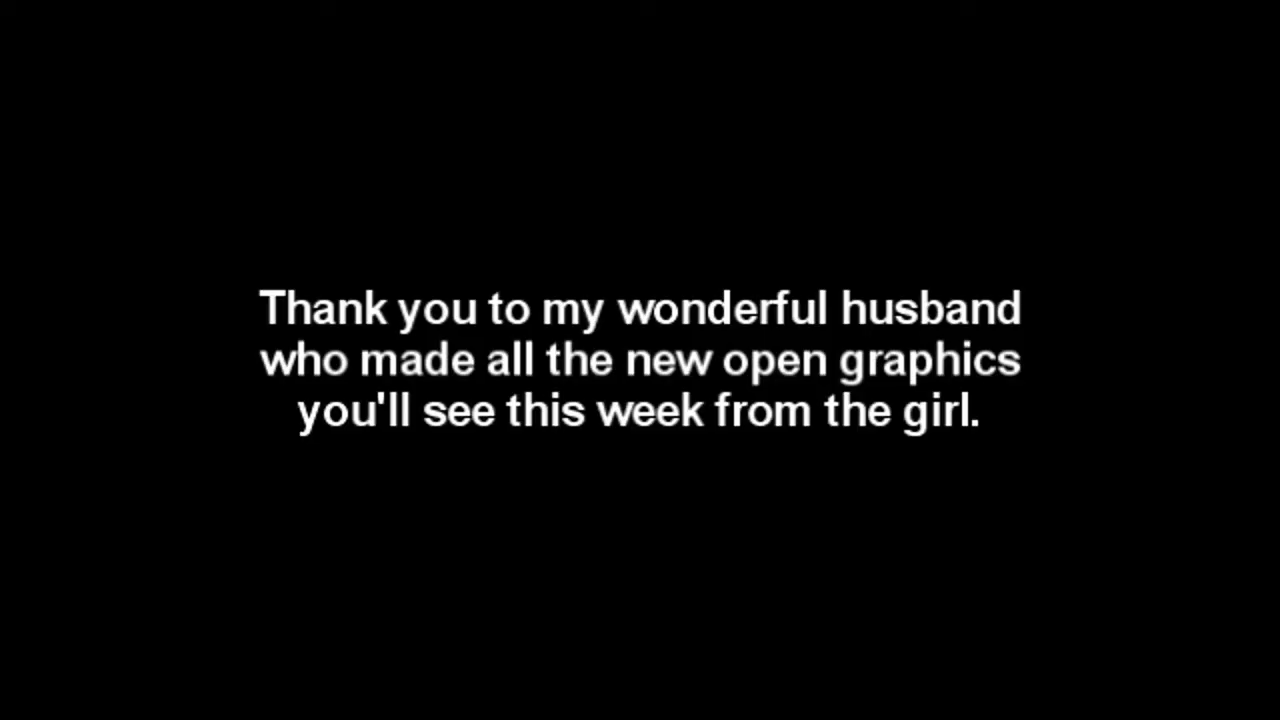 Thank you to my wonderful husband
who made all the new open graphics
you'll see this week from the girl.